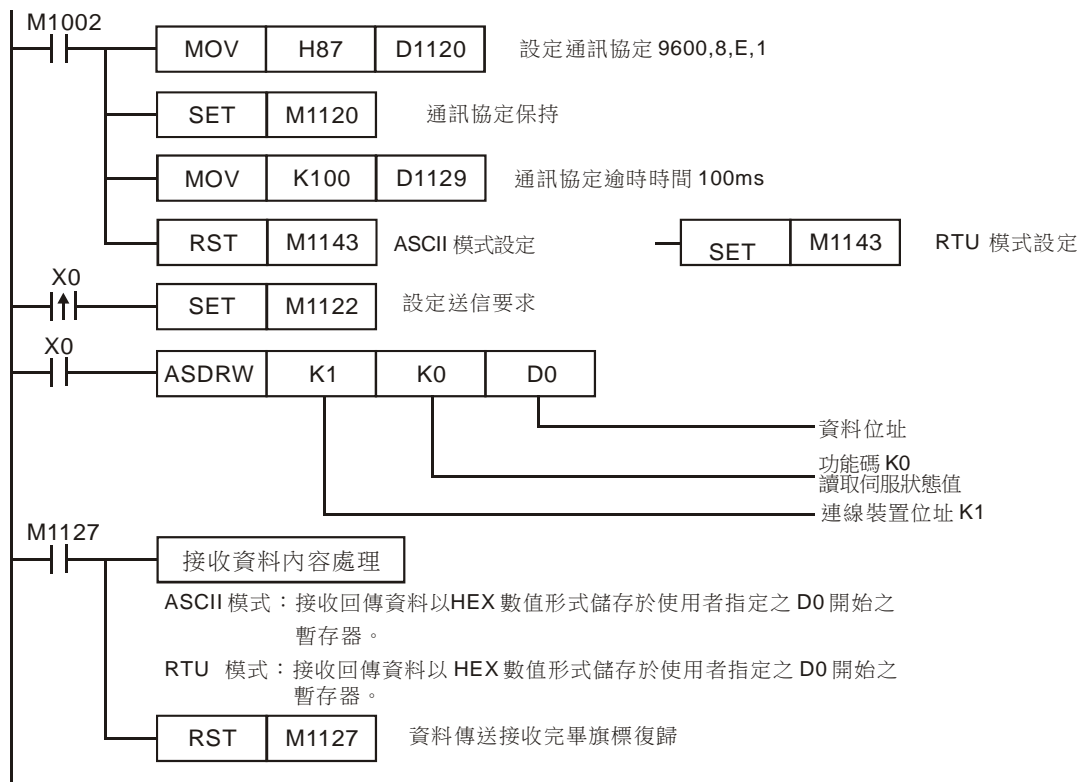 M1002
MOV H87 D1120 設定通訊協定 9600,8,E,1
SET M1120 通訊協定保持
MOV K100 D1129 通訊協定逾時時間 100ms
RST M1143 ASCII 模式設定 SET M1143 RTU 模式設定
X0
SET M1122 設定送信要求
X0
ASDRW K1 K0 D0
資料位址
功能碼 K0
讀取伺服狀態值
連線裝置位址 K1
M1127
接收資料內容處理
ASCII 模式：接收回傳資料以HEX 數值形式儲存於使用者指定之 D0 開始之
暫存器。
RTU 模式：接收回傳資料以 HEX 數值形式儲存於使用者指定之 D0 開始之
暫存器。
RST M1127 資料傳送接收完畢旗標復歸